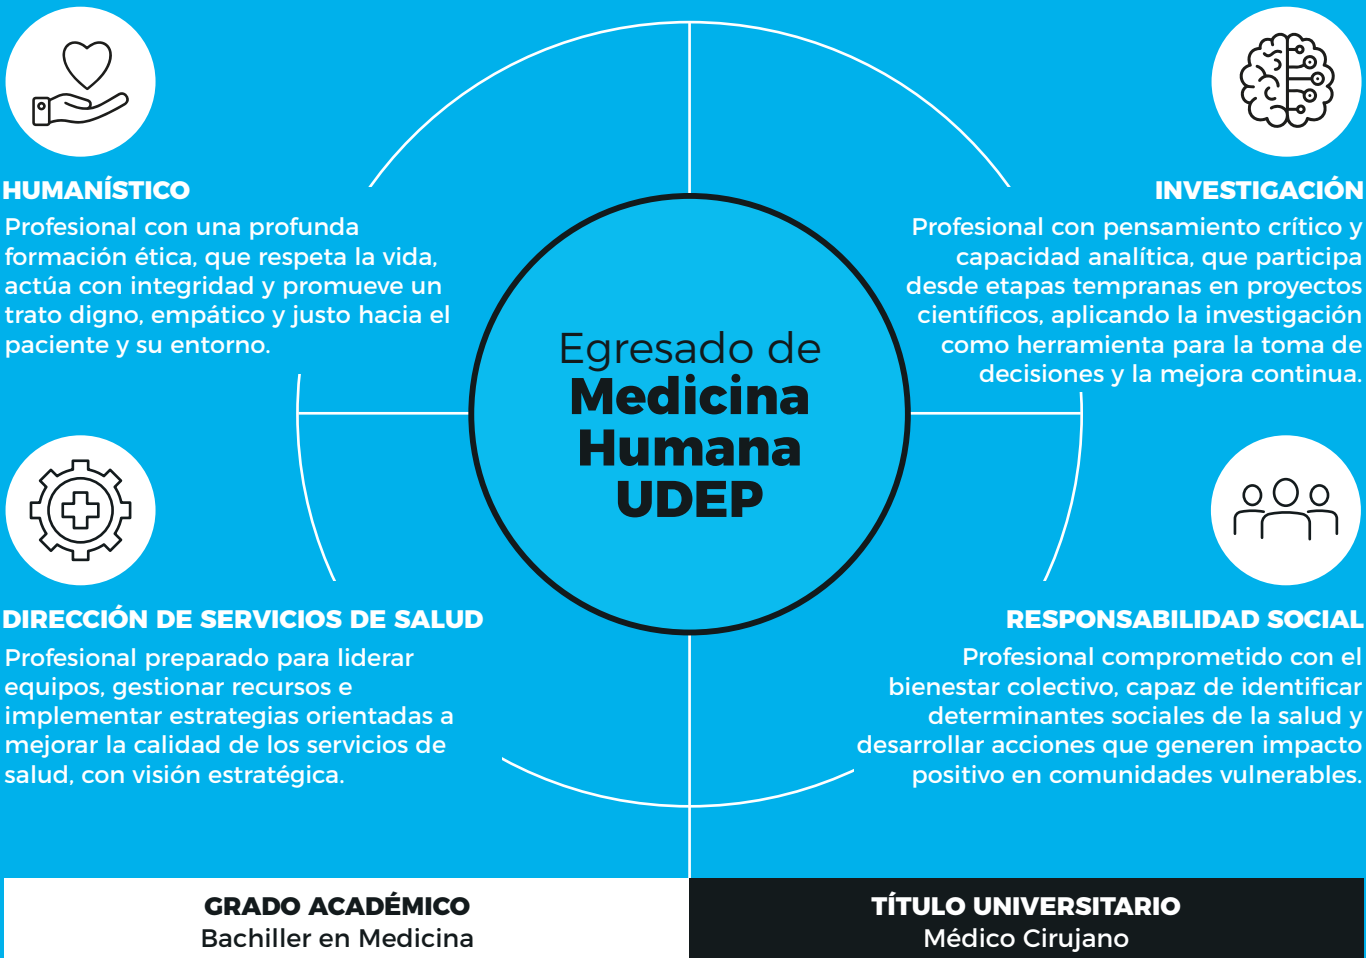 HUMANÍSTICO
Profesional con una profunda
formación ética, que respeta la vida,
actúa con integridad y promueve un
trato digno, empático y justo hacia el
paciente y su entorno.
INVESTIGACIÓN
Profesional con pensamiento crítico y
capacidad analítica, que participa
desde etapas tempranas en proyectos
científicos, aplicando la investigación
como herramienta para la toma de
decisiones y la mejora continua.
Egresado de
Medicina
Humana
UDEP
DIRECCIÓN DE SERVICIOS DE SALUD
Profesional preparado para liderar
equipos, gestionar recursos e
implementar estrategias orientadas a
mejorar la calidad de los servicios de
salud, con visión estratégica.
RESPONSABILIDAD SOCIAL
Profesional comprometido con el
bienestar colectivo, capaz de identificar
determinantes sociales de la salud y
desarrollar acciones que generen impacto
positivo en comunidades vulnerables.
GRADO ACADÉMICO
Bachiller en Medicina
TÍTULO UNIVERSITARIO
Médico Cirujano